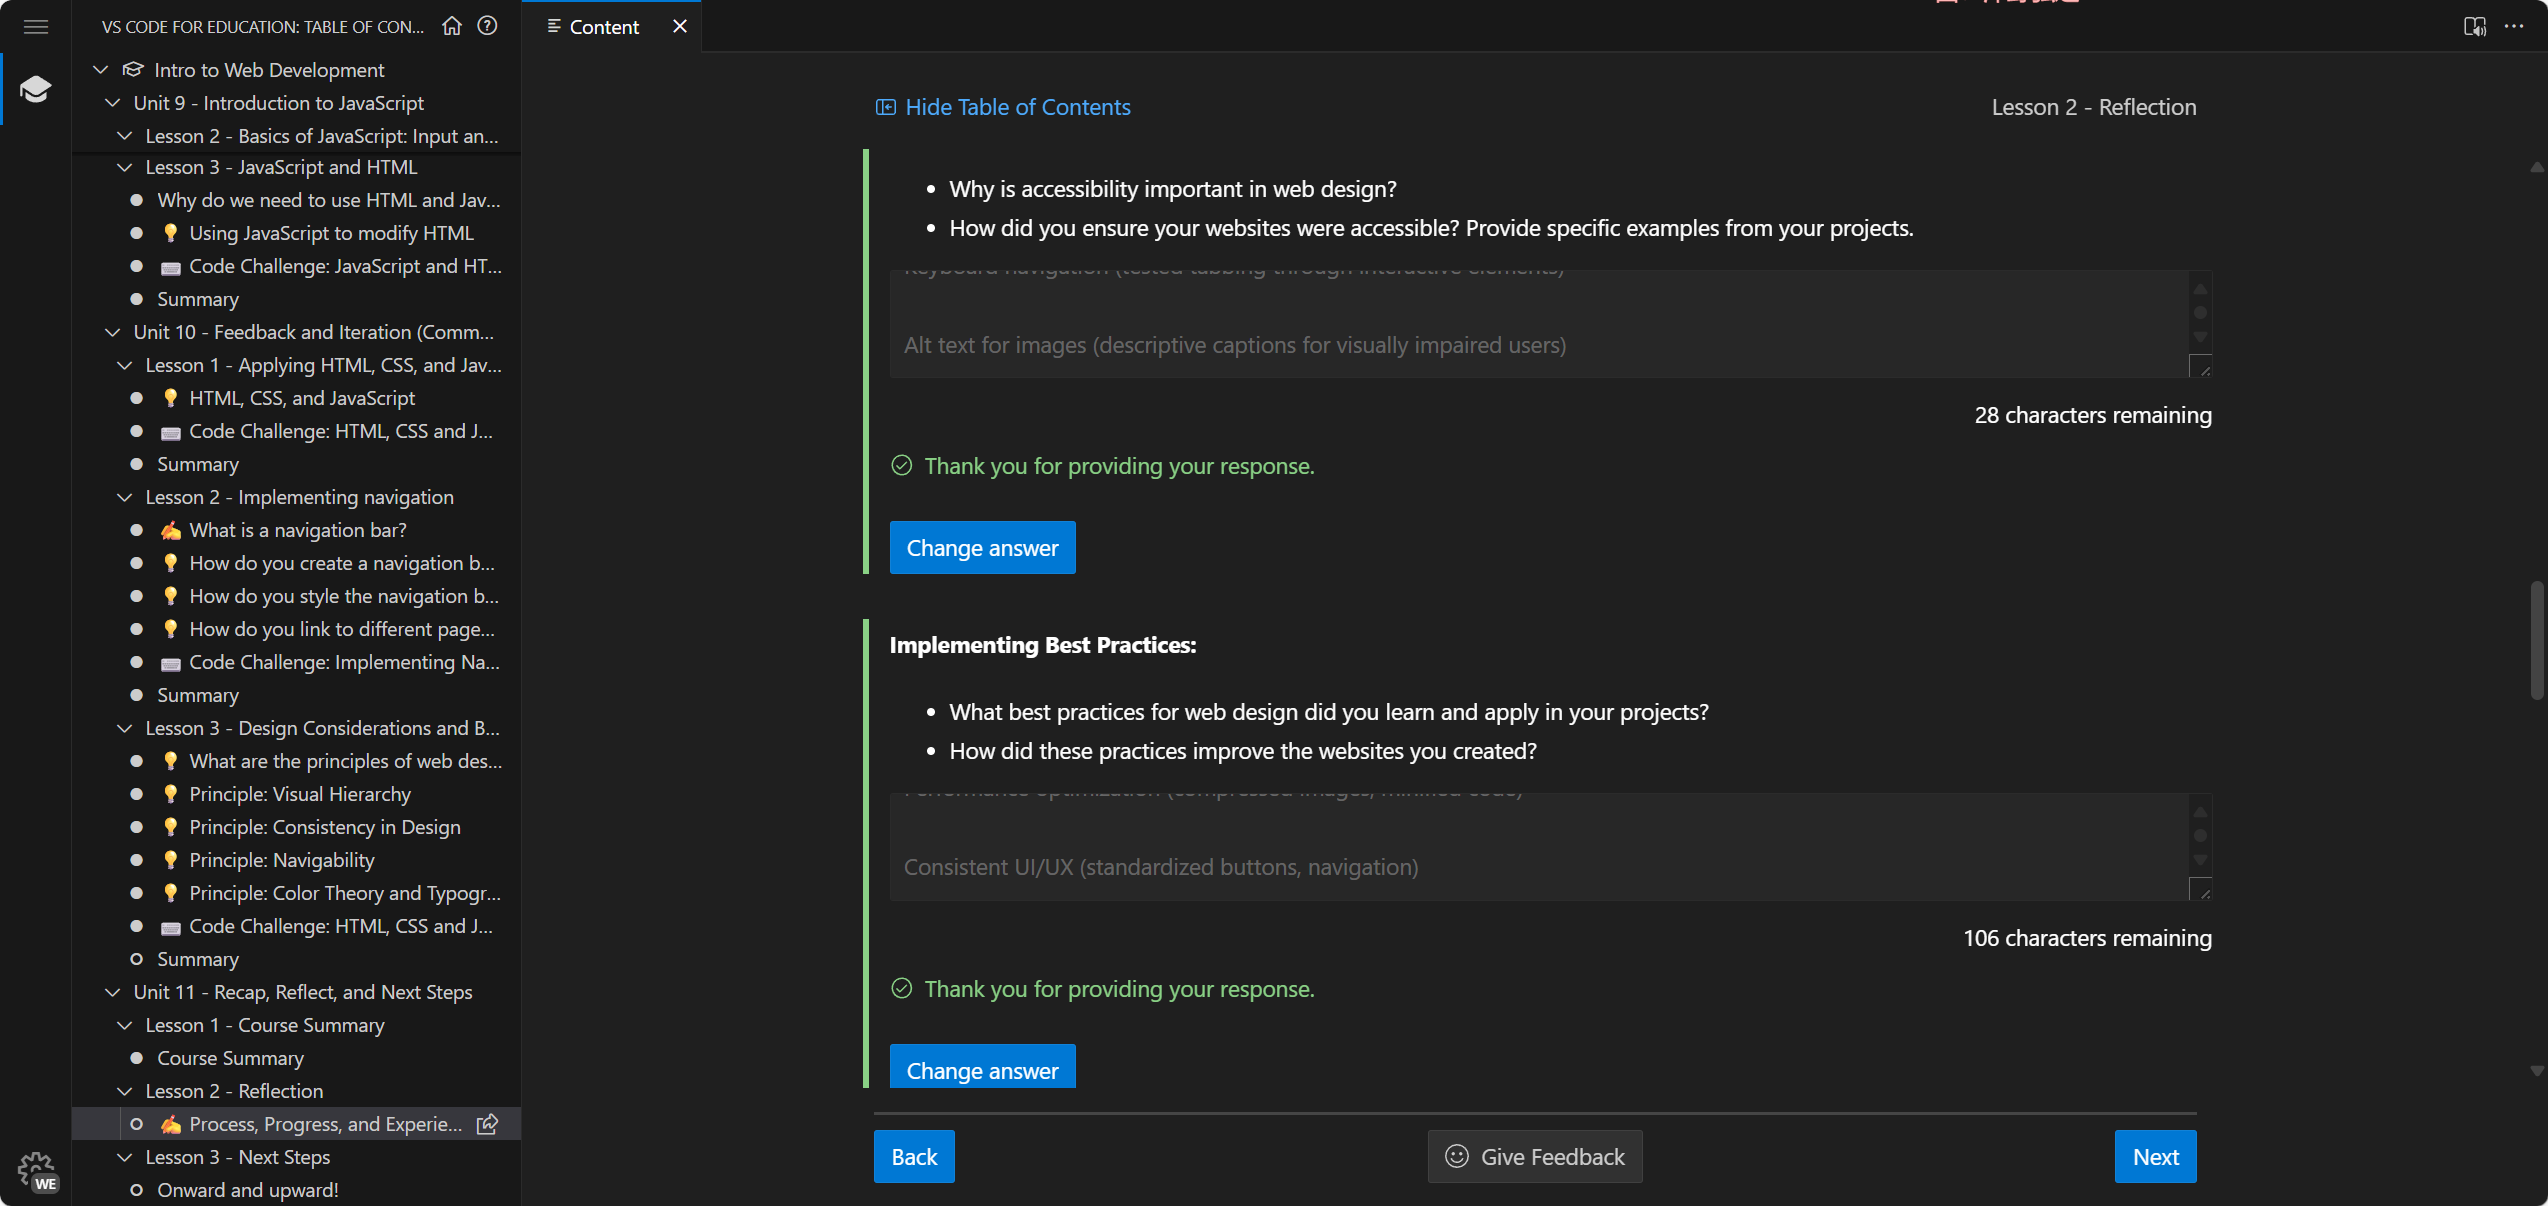 VS CODE FOR EDUCATION: TABLE OF CON...
Intro to Web Development
Unit 9 - Introduction to JavaScript
Lesson 2 - Basics of JavaScript: Input an...
Lesson 3 - JavaScript and HTML
Why do we need to use HTML and Jav...
Using JavaScript to modify HTML
Code Challenge: JavaScript and HT...
Summary
Unit 10 - Feedback and Iteration (Comm...
Lesson 1 - Applying HTML, CSS, and Jav...
HTML, CSS, and JavaScript
Code Challenge: HTML, CSS and J...
Summary
Lesson 2 - Implementing navigation
What is a navigation bar?
How do you create a navigation b...
How do you style the navigation b...
How do you link to different page...
Code Challenge: Implementing Na...
Summary
Lesson 3 - Design Considerations and B...
What are the principles of web des...
Principle: Visual Hierarchy
Principle: Consistency in Design
Principle: Navigability
Principle: Color Theory and Typogr...
Code Challenge: HTML, CSS and J...
Summary
Unit 11 - Recap, Reflect, and Next Steps
Lesson 1 - Course Summary
Course Summary
Lesson 2 - Reflection
Process, Progress, and Experie...
Lesson 3 - Next Steps
Onward and upward!
WE
Content
Hide Table of Contents
Lesson 2 - Reflection
• Why is accessibility important in web design?
• How did you ensure your websites were accessible? Provide specific examples from your projects.
Keyboard navigation (tested tabbing through interactive elements)
Alt text for images (descriptive captions for visually impaired users)
28 characters remaining
Thank you for providing your response.
Change answer
Implementing Best Practices:
• What best practices for web design did you learn and apply in your projects?
• How did these practices improve the websites you created?
Performance optimization (compressed images, minified code)
Consistent UI/UX (standardized buttons, navigation)
106 characters remaining
Thank you for providing your response.
Change answer
Back
Give Feedback
Next